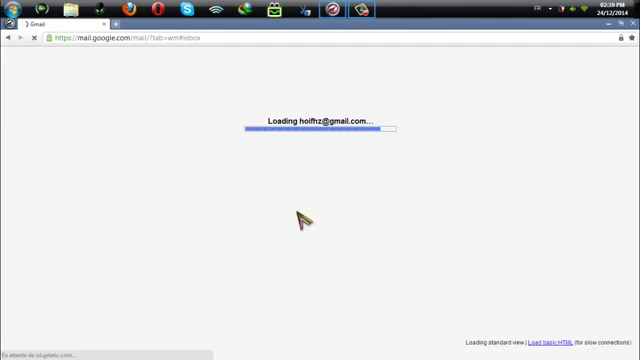 FR
02:39 PM
24/12/2014
Gmail
https://mail.google.com/mail/?tab=wm#inbox
Loading hoifhz@gmail.com...
Loading standard view | Load basic HTML (for slow connections)
En attente de ssl.gstatic.com...